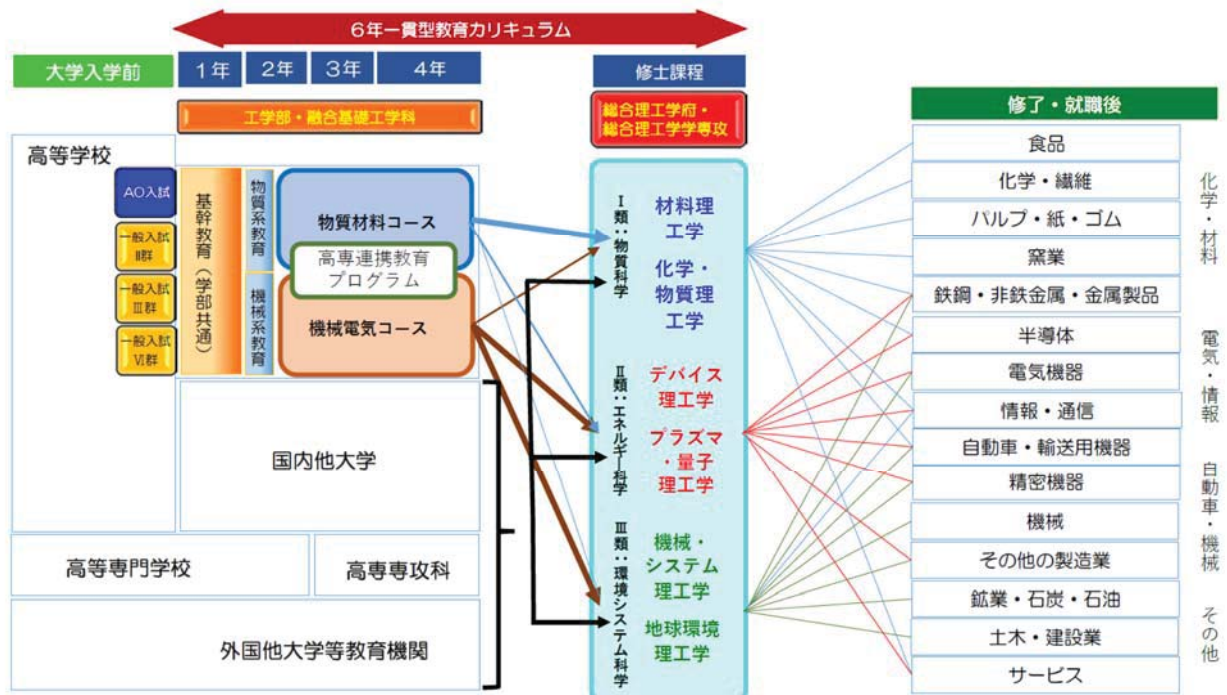 6年一貫型教育カリキュラム
大学入学前
1年
2年
3年
4年
修士課程
工学部・融合基礎工学科
総合理工学府・
総合理工学学専攻
修了・就職後
高等学校
AO入試
一般入試
Ⅱ群
一般入試
Ⅲ群
一般入試
Ⅵ群
基幹教育(学部共通)
物質系教育
機械系教育
物質材料コース
高専連携教育
プログラム
機械電気コース
国内他大学
高等専門学校
高専専攻科
外国他大学等教育機関
Ⅰ類:物質科学
材料理
工学
化学・
物質理
工学
Ⅱ類:エネルギー科学
デバイス
理工学
プラズマ
・量子
理工学
Ⅲ類:環境システム科学
機械・
システム
理工学
地球環境
理工学
食品
化学・繊維
パルプ・紙・ゴム
窯業
鉄鋼・非鉄金属・金属製品
半導体
電気機器
情報・通信
自動車・輸送用機器
精密機器
機械
その他の製造業
鉱業・石炭・石油
土木・建設業
サービス
化学・材料
電気・情報
自動車・機械
その他